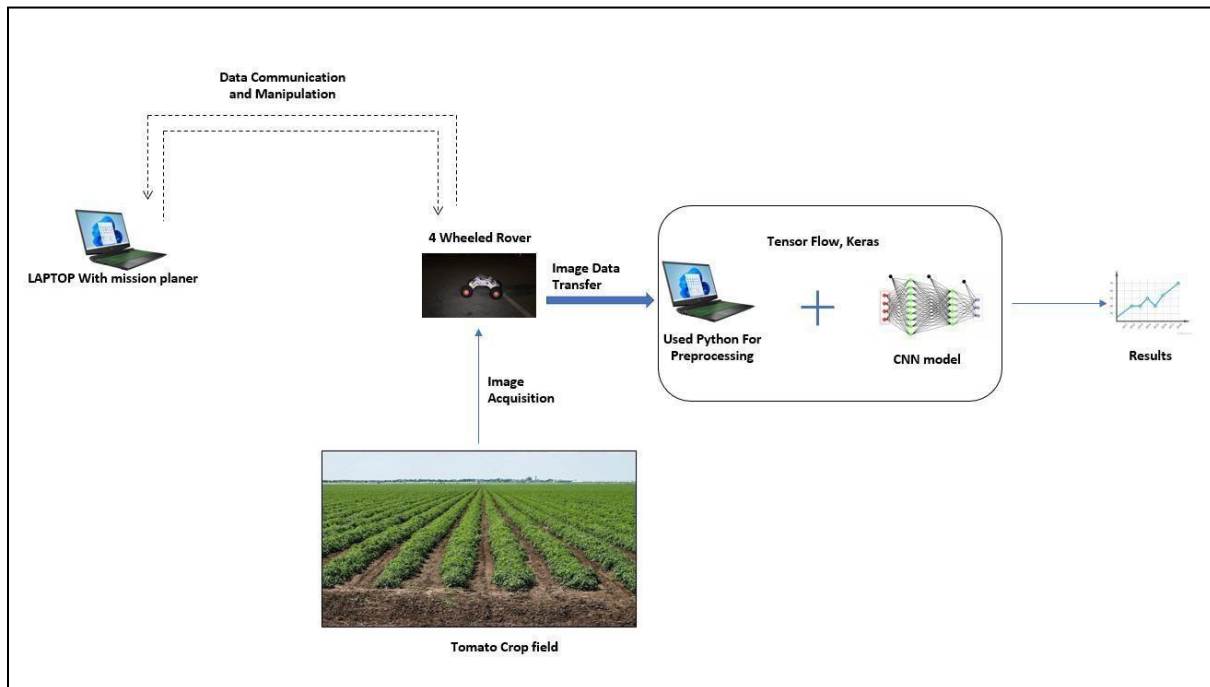 Data Communication
and Manipulation
LAPTOP With mission planer
4 Wheeled Rover
Image Data
Transfer
Image
Acquisition
Tomato Crop field
Tensor Flow, Keras
Used Python For
Preprocessing
CNN model
Results